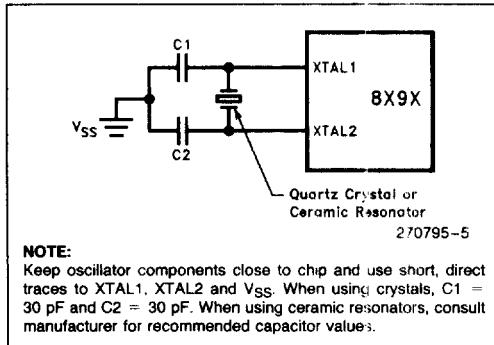 C1
XTAL1
8X9X
VSS
XTAL2
C2
Quartz Crystal or
Ceramic Resonator
270795-5
NOTE:
Keep oscillator components close to chip and use short, direct
traces to XTAL1, XTAL2 and VSS. When using crystals, C1 =
30 pF and C2 = 30 pF. When using ceramic resonators, consult
manufacturer for recommended capacitor values.